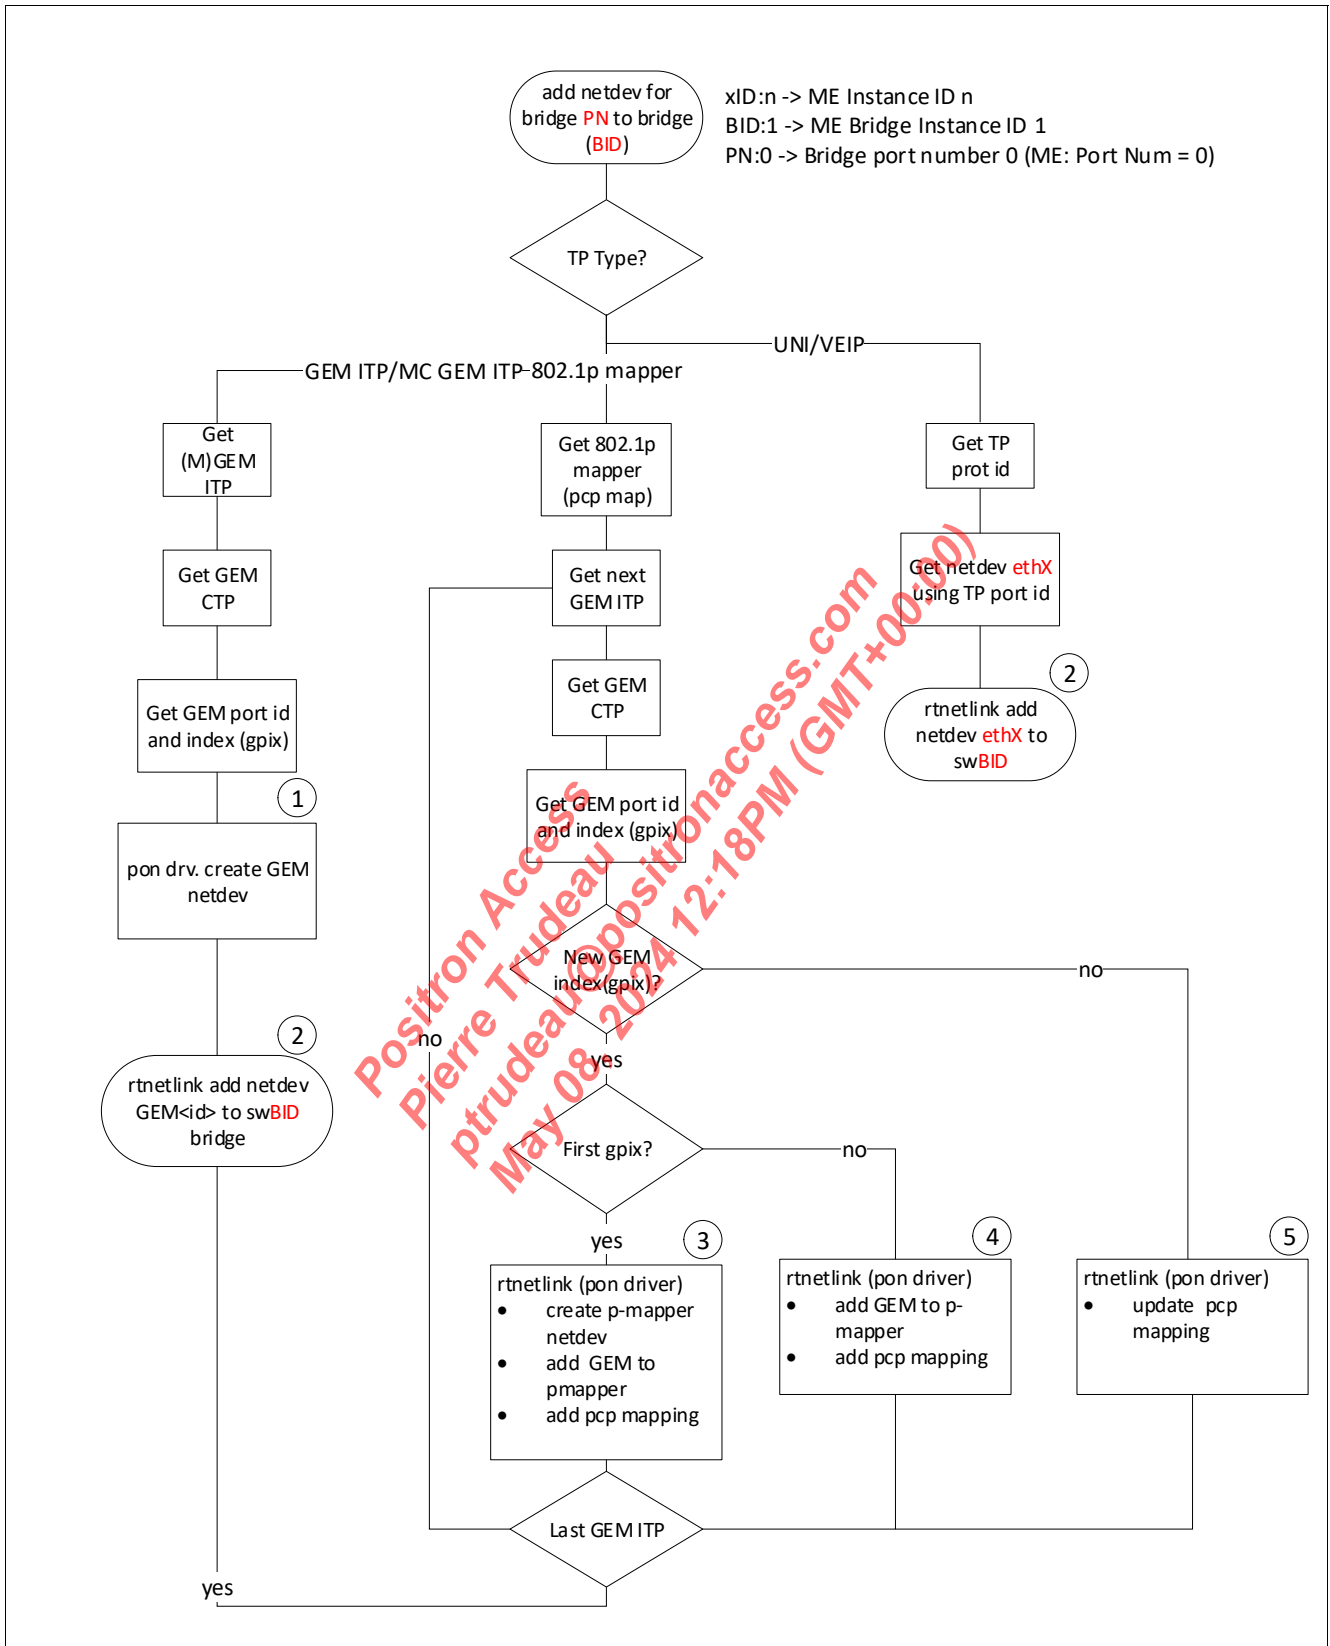 add netdev for
bridge PN to bridge
(BID)
xID:n -> ME Instance ID n
BID:1 -> ME Bridge Instance ID 1
PN:0 -> Bridge port number 0 (ME: Port Num = 0)
TP Type?
UNI/VEIP
GEM ITP/MC GEM ITP
802.1p mapper
Get
(M)GEM
ITP
Get 802.1p
mapper
(pcp map)
Get TP
prot id
Get GEM
CTP
Get next
GEM ITP
Get netdev ethX
using TP port id
Get GEM port id
and index (gpix)
Get GEM
CTP
2
rtnetlink add
netdev ethX to
swBID
1
pon drv. create GEM
netdev
Get GEM port id
and index (gpix)
New GEM
index(gpix)?
no
no
yes
2
rtnetlink add netdev
GEM<id> to swBID
bridge
First gpix?
no
yes
3
rtnetlink (pon driver)
• create p-mapper
netdev
• add GEM to
pmapper
• add pcp mapping
4
rtnetlink (pon driver)
• add GEM to p-
mapper
• add pcp mapping
5
rtnetlink (pon driver)
• update pcp
mapping
Last GEM ITP
yes
Positron Access
Pierre Trudeau
ptrudeau@positronaccess.com
May 08, 2024 12:18PM (GMT+00:00)